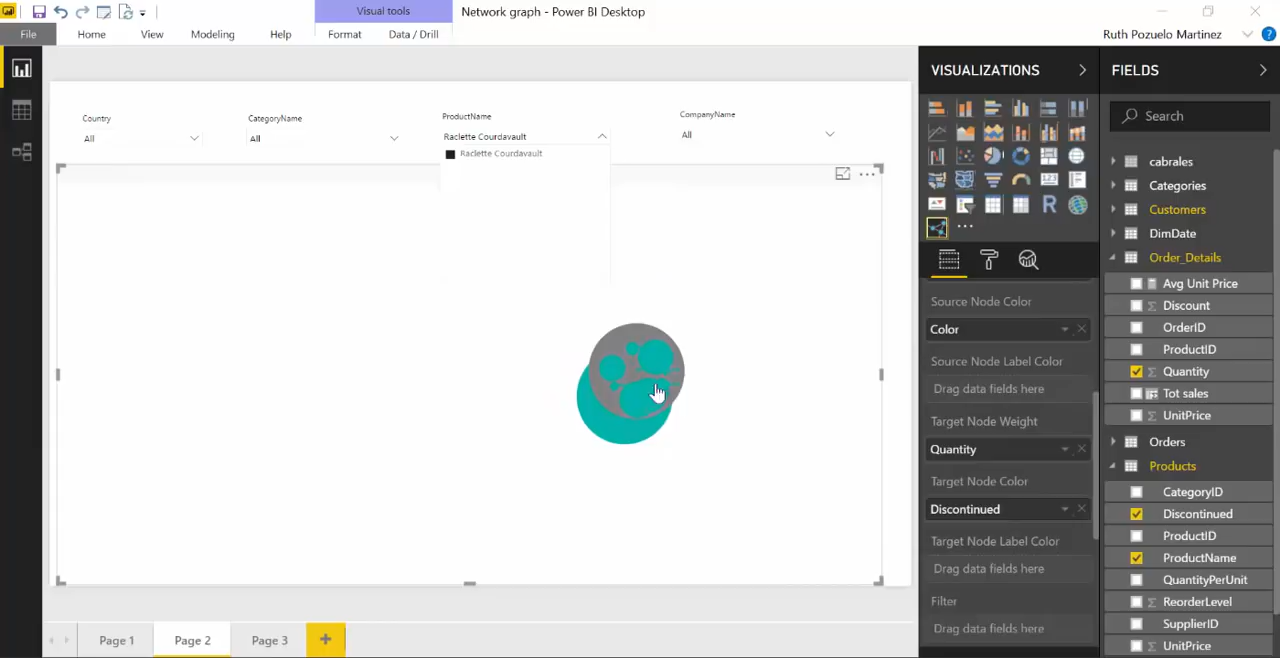 Visual tools
Network graph - Power BI Desktop
File
Home
View
Modeling
Help
Format
Data / Drill
Ruth Pozuelo Martinez
?
Country
All
CategoryName
All
ProductName
Raclette Courdavault
Raclette Courdavault
CompanyName
All
VISUALIZATIONS
R
Source Node Color
Color
Source Node Label Color
Drag data fields here
Target Node Weight
Quantity
Target Node Color
Discontinued
Target Node Label Color
Drag data fields here
Filter
Drag data fields here
FIELDS
Search
cabrales
Categories
Customers
DimDate
Order_Details
Avg Unit Price
Σ Discount
OrderID
ProductID
Σ Quantity
Tot sales
UnitPrice
Orders
Products
CategoryID
Discontinued
ProductID
ProductName
QuantityPerUnit
Σ ReorderLevel
SupplierID
Σ UnitPrice
Page 1
Page 2
Page 3
+